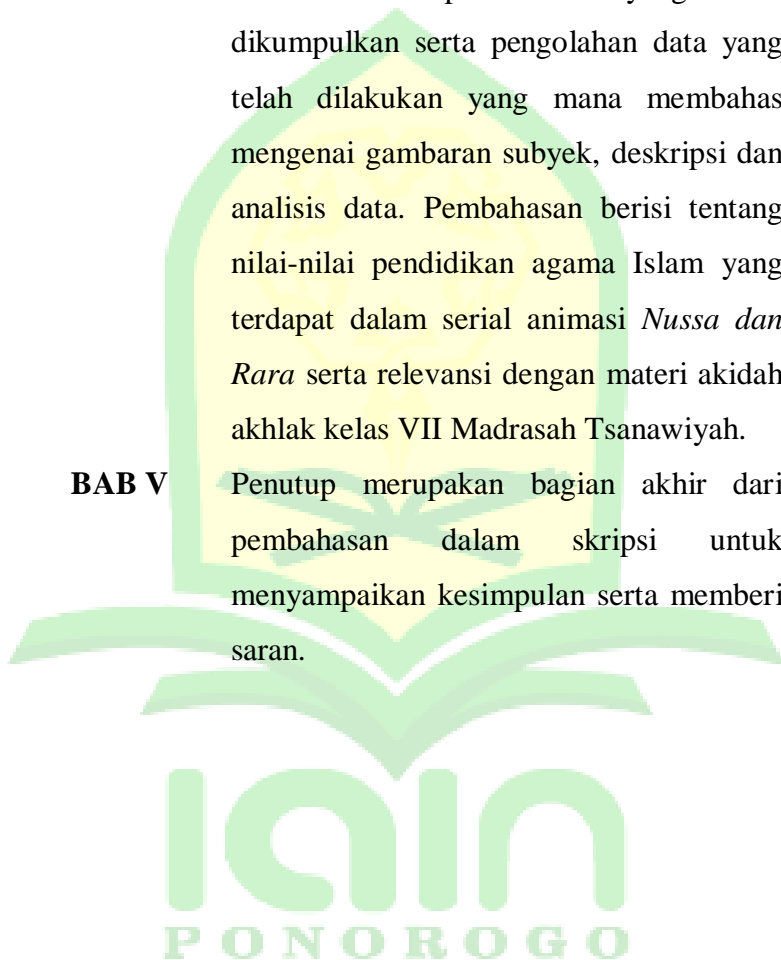 dikumpulkan serta pengolahan data yang
telah dilakukan yang mana membahas
mengenai gambaran subyek, deskripsi dan
analisis data. Pembahasan berisi tentang
nilai-nilai pendidikan agama Islam yang
terdapat dalam serial animasi Nussa dan
Rara serta relevansi dengan materi akidah
akhlak kelas VII Madrasah Tsanawiyah.
BAB V Penutup merupakan bagian akhir dari
pembahasan dalam skripsi untuk
menyampaikan kesimpulan serta memberi
saran.
IAIN
PONOROGO